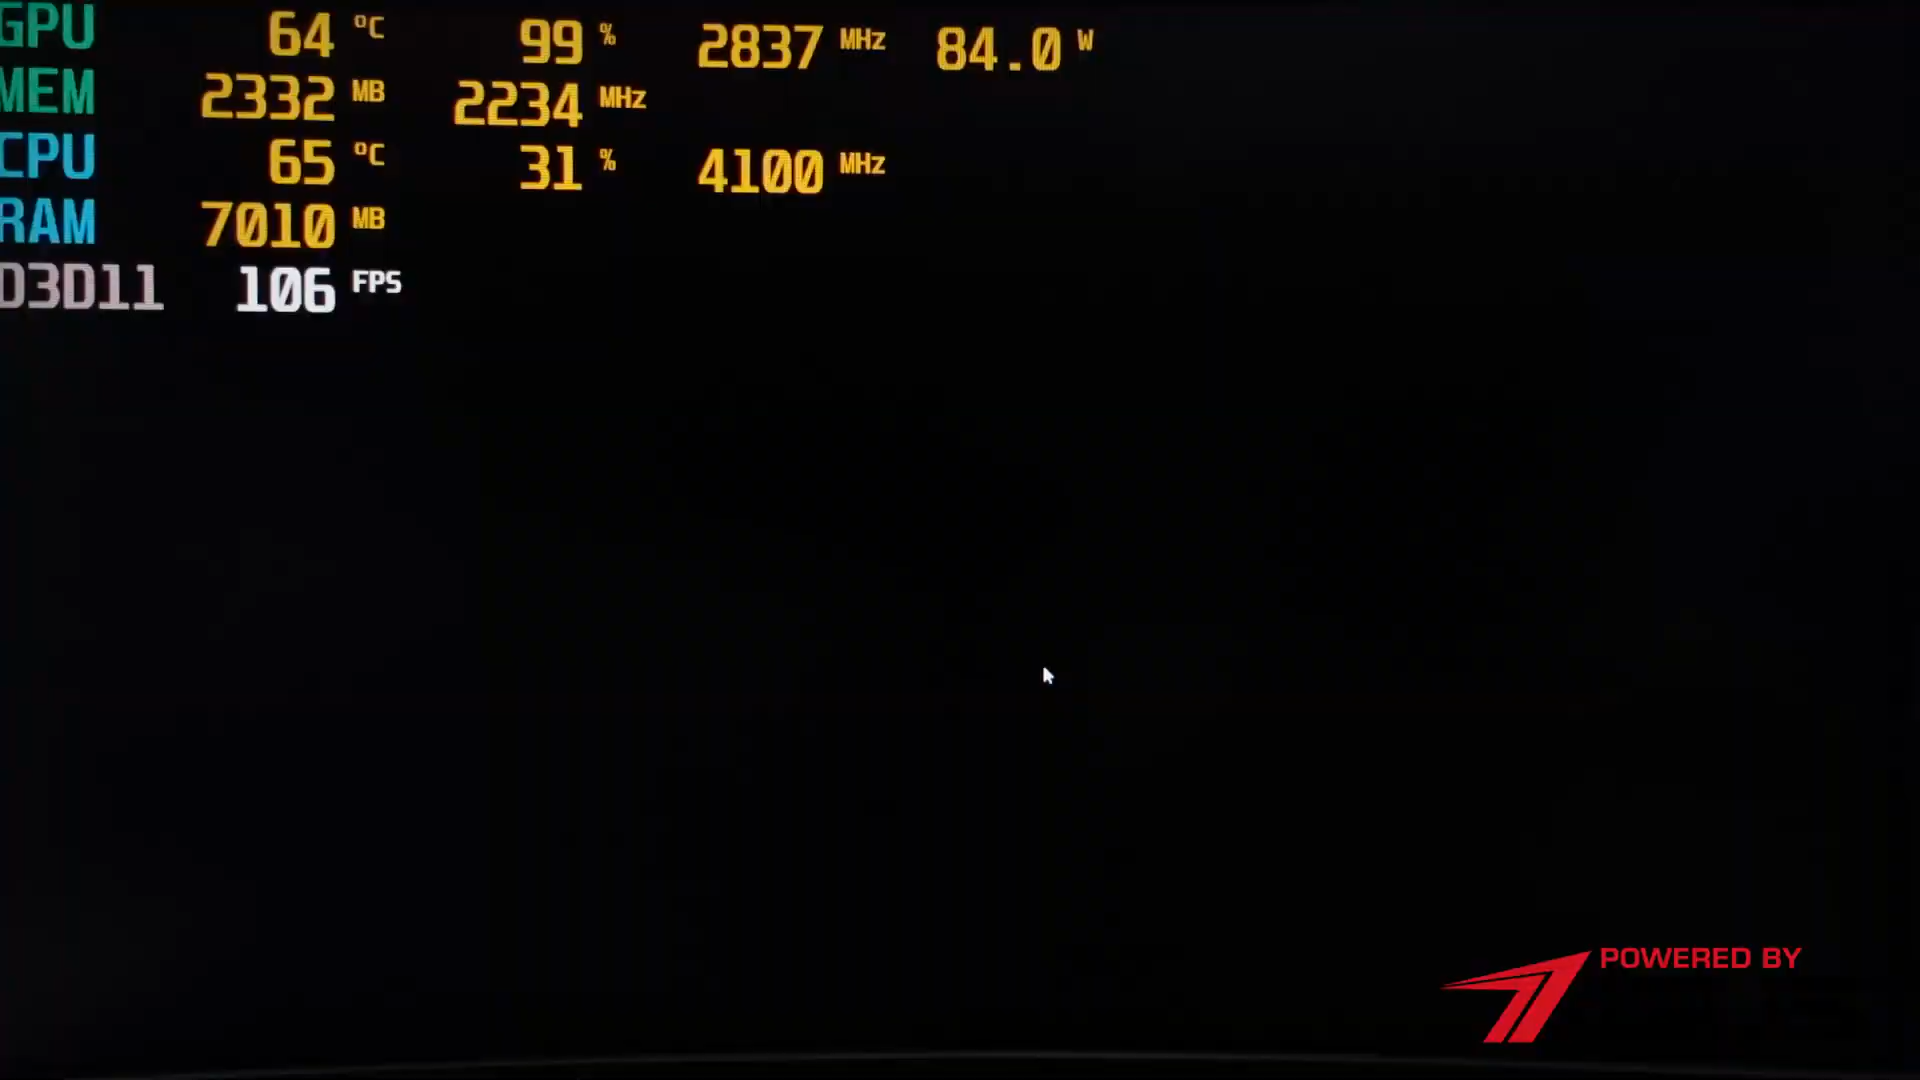 GPU 64 °C 99 % 2837 MHz 84.0 W
MEM 2332 MB 2234 MHz
CPU 65 °C 31 % 4100 MHz
RAM 7010 MB
D3D11 106 FPS
POWERED BY